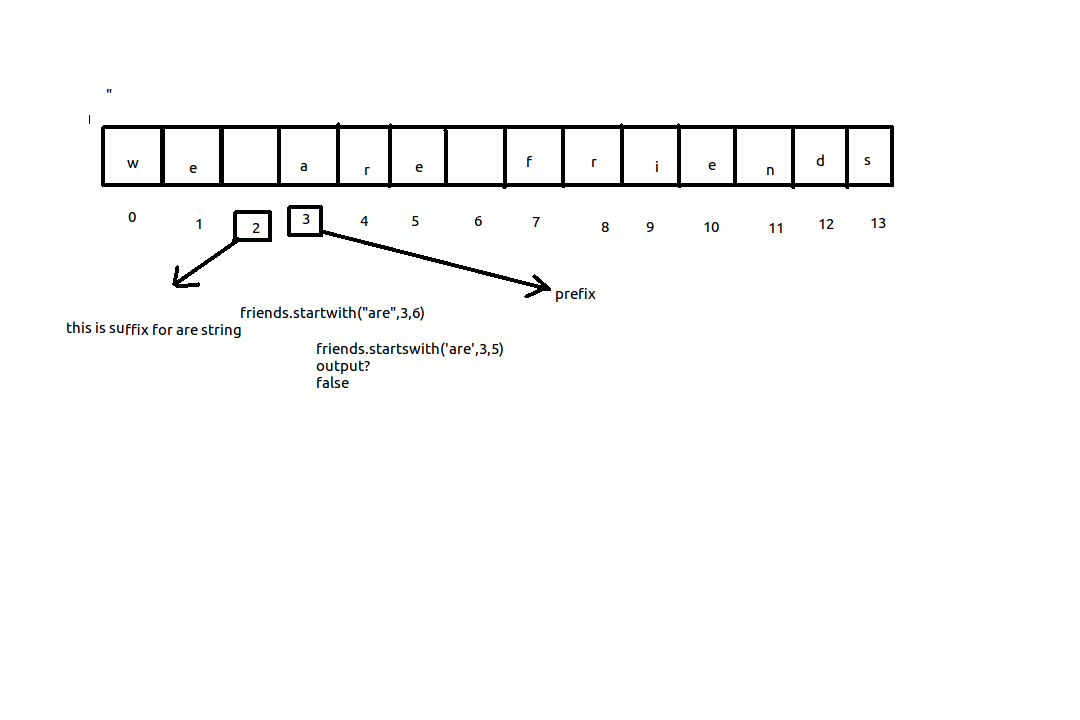 "
w e a r e f r i e n d s
0 1 2 3 4 5 6 7 8 9 10 11 12 13
prefix
friends.startwith("are",3,6)
this is suffix for are string
friends.startswith('are',3,5)
output?
false